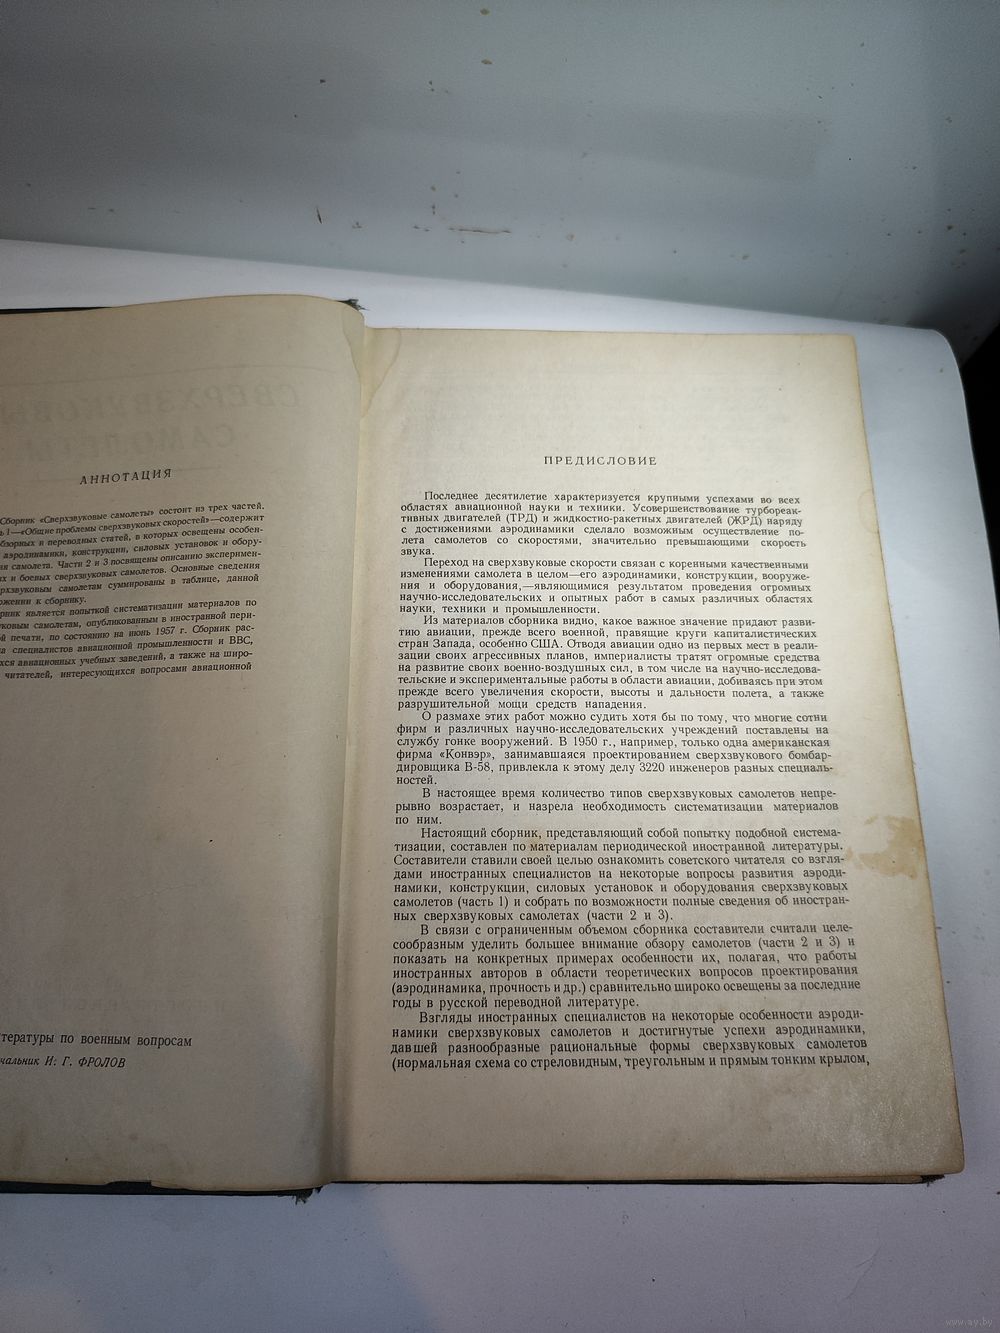 АННОТАЦИЯ
Сборник «Сверхзвуковые самолеты» состоит из трех частей.
1—«Общие проблемы сверхзвуковых скоростей»—содержит
обзорных и переводных статей, в которых освещены особен-
аэродинамики, конструкции, силовых установок и обору-
самолета. Части 2 и 3 посвящены описанию эксперимен-
и боевых сверхзвуковых самолетов. Основные сведения
самолетам суммированы в таблице, данной
к сборнику.
является попыткой систематизации материалов по
самолетам, опубликованным в иностранной пери-
печати, по состоянию на июнь 1957 г. Сборник рас-
специалистов авиационной промышленности и ВВС,
авиационных учебных заведений, а также на широ-
читателей, интересующихся вопросами авиационной
по военным вопросам
И. Г. ФРОЛОВ
ПРЕДИСЛОВИЕ
Последнее десятилетие характеризуется крупными успехами во всех
областях авиационной науки и техники. Усовершенствование турбореак-
тивных двигателей (ТРД) и жидкостно-ракетных двигателей (ЖРД) наряду
с достижениями аэродинамики сделало возможным осуществление по-
лета самолетов со скоростями, значительно превышающими скорость
звука.
Переход на сверхзвуковые скорости связан с коренными качественными
изменениями самолета в целом—его аэродинамики, конструкции, вооруже-
ния и оборудования,—являющимися результатом проведения огромных
научно-исследовательских и опытных работ в самых различных областях
науки, техники и промышленности.
Из материалов сборника видно, какое важное значение придают разви-
тию авиации, прежде всего военной, правящие круги капиталистических
стран Запада, особенно США. Отводя авиации одно из первых мест в реали-
зации своих агрессивных планов, империалисты тратят огромные средства
на развитие своих военно-воздушных сил, в том числе на научно-исследова-
тельские и экспериментальные работы в области авиации, добиваясь при этом
прежде всего увеличения скорости, высоты и дальности полета, а также
разрушительной мощи средств нападения.
О размахе этих работ можно судить хотя бы по тому, что многие сотни
фирм и различных научно-исследовательских учреждений поставлены на
службу гонке вооружений. В 1950 г., например, только одна американская
фирма «Конвэр», занимавшаяся проектированием сверхзвукового бомбар-
дировщика B-58, привлекла к этому делу 3220 инженеров разных специаль-
ностей.
В настоящее время количество типов сверхзвуковых самолетов непре-
рывно возрастает, и назрела необходимость систематизации материалов
по ним.
Настоящий сборник, представляющий собой попытку подобной система-
тизации, составлен по материалам периодической иностранной литературы.
Составители ставили своей целью ознакомить советского читателя со взгля-
дами иностранных специалистов на некоторые вопросы развития аэроди-
намики, конструкции, силовых установок и оборудования сверхзвуковых
самолетов (часть 1) и собрать по возможности полные сведения об иностран-
ных сверхзвуковых самолетах (части 2 и 3).
В связи с ограниченным объемом сборника составители считали целе-
сообразным уделить большее внимание обзору самолетов (части 2 и 3) и
показать на конкретных примерах особенности их, полагая, что работы
иностранных авторов в области теоретических вопросов проектирования
(аэродинамика, прочность и др.) сравнительно широко освещены за последние
годы в русской переводной литературе.
Взгляды иностранных специалистов на некоторые особенности аэроди-
намики сверхзвуковых самолетов и достигнутые успехи аэродинамики,
давшей разнообразные рациональные формы сверхзвуковых самолетов
(нормальная схема со стреловидным, треугольным и прямым тонким крылом,
www.ay.by